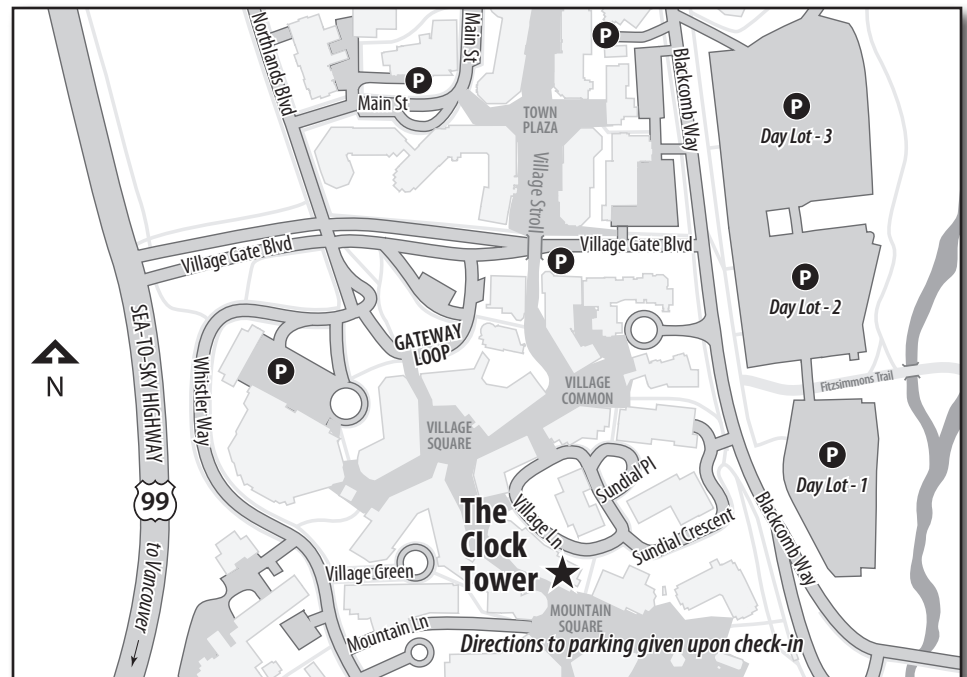 Northlands Blvd
Main St
P
P
Main St
TOWN
PLAZA
Blackcomb Way
P
Day Lot - 3
Village Stroll
Village Gate Blvd
Village Gate Blvd
P
P
Day Lot - 2
SEA-TO-SKY HIGHWAY
GATEWAY
LOOP
N
P
Whistler Way
Fitzsimmons Trail
VILLAGE
COMMON
VILLAGE
SQUARE
P
Day Lot - 1
Sundial Pl
99
The
Clock
Tower
Village Ln.
Sundial Crescent
Blackcomb Way
to Vancouver
Village Green
MOUNTAIN
SQUARE
Mountain Ln
Directions to parking given upon check-in